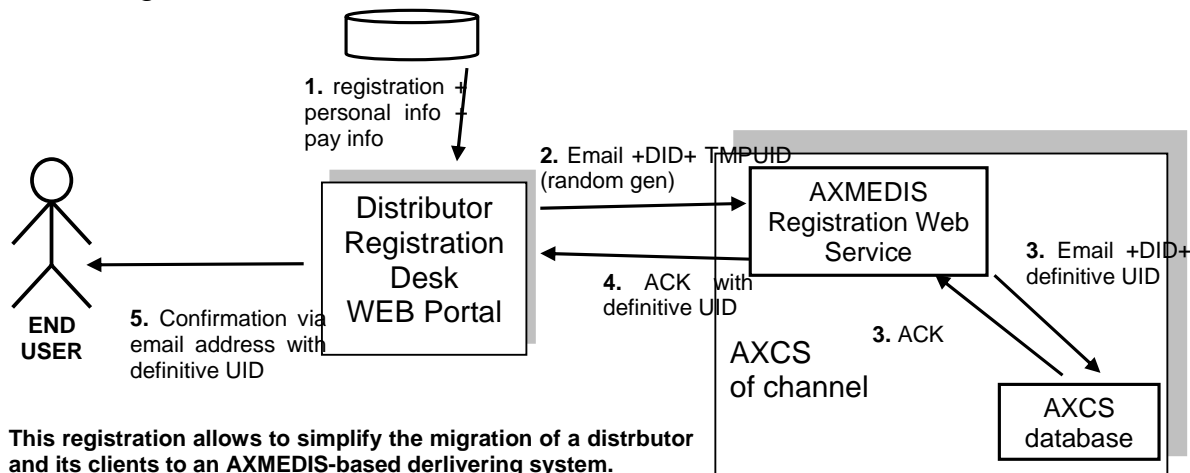 1. registration +
personal info +
pay info
2. Email +DID+ TMPUID
(random gen)
Distributor
Registration
Desk
WEB Portal
AXMEDIS
Registration Web
Service
3. Email +DID+
definitive UID
4. ACK with
definitive UID
3. ACK
END
USER
5. Confirmation via
email address with
definitive UID
AXCS
of channel
AXCS
database
This registration allows to simplify the migration of a distrbutor
and its clients to an AXMEDIS-based derlivering system.